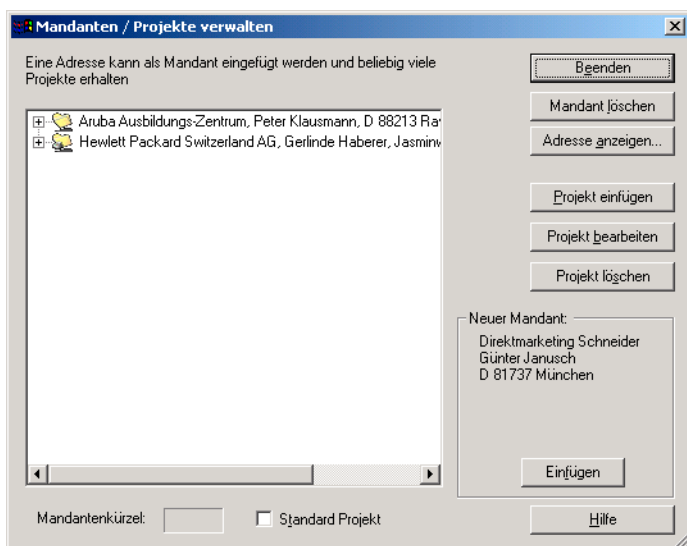 Mandanten / Projekte verwalten
Eine Adresse kann als Mandant eingefügt werden und beliebig viele
Projekte erhalten
Beenden
Mandant löschen
Adresse anzeigen...
Aruba Ausbildungs-Zentrum, Peter Klausmann, D 88213
Hewlett Packard Switzerland AG, Gerlinde Haberer,
Projekt einfügen
Projekt bearbeiten
Projekt löschen
Neuer Mandant:
Direktmarketing Schneider
Günter Janusch
D 81737 München
Einfügen
Mandantenkürzel:
Standard Projekt
Hilfe